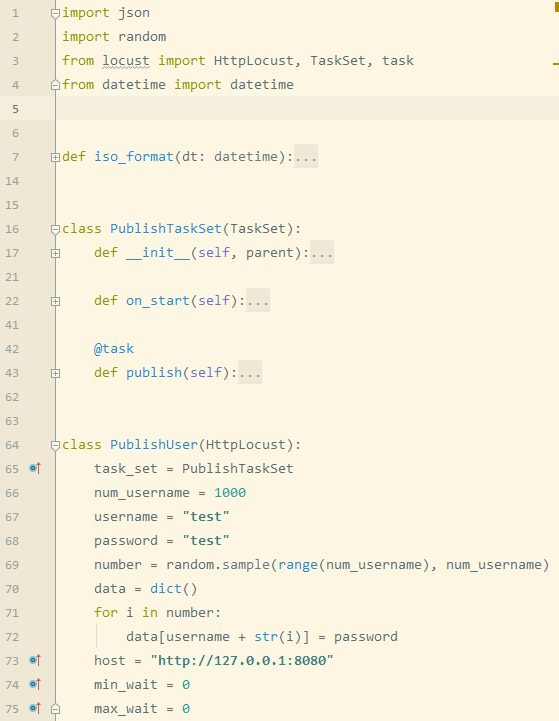 1 import json
2 import random
3 from locust import HttpLocust, TaskSet, task
4 from datetime import datetime
5
6
7 def iso_format(dt: datetime):...
14
15
16 class PublishTaskSet(TaskSet):
17     def __init__(self, parent):...
21
22     def on_start(self):...
41
42     @task
43     def publish(self):...
62
63
64 class PublishUser(HttpLocust):
65     task_set = PublishTaskSet
66     num_username = 1000
67     username = "test"
68     password = "test"
69     number = random.sample(range(num_username), num_username)
70     data = dict()
71     for i in number:
72         data[username + str(i)] = password
73     host = "http://127.0.0.1:8080"
74     min_wait = 0
75     max_wait = 0